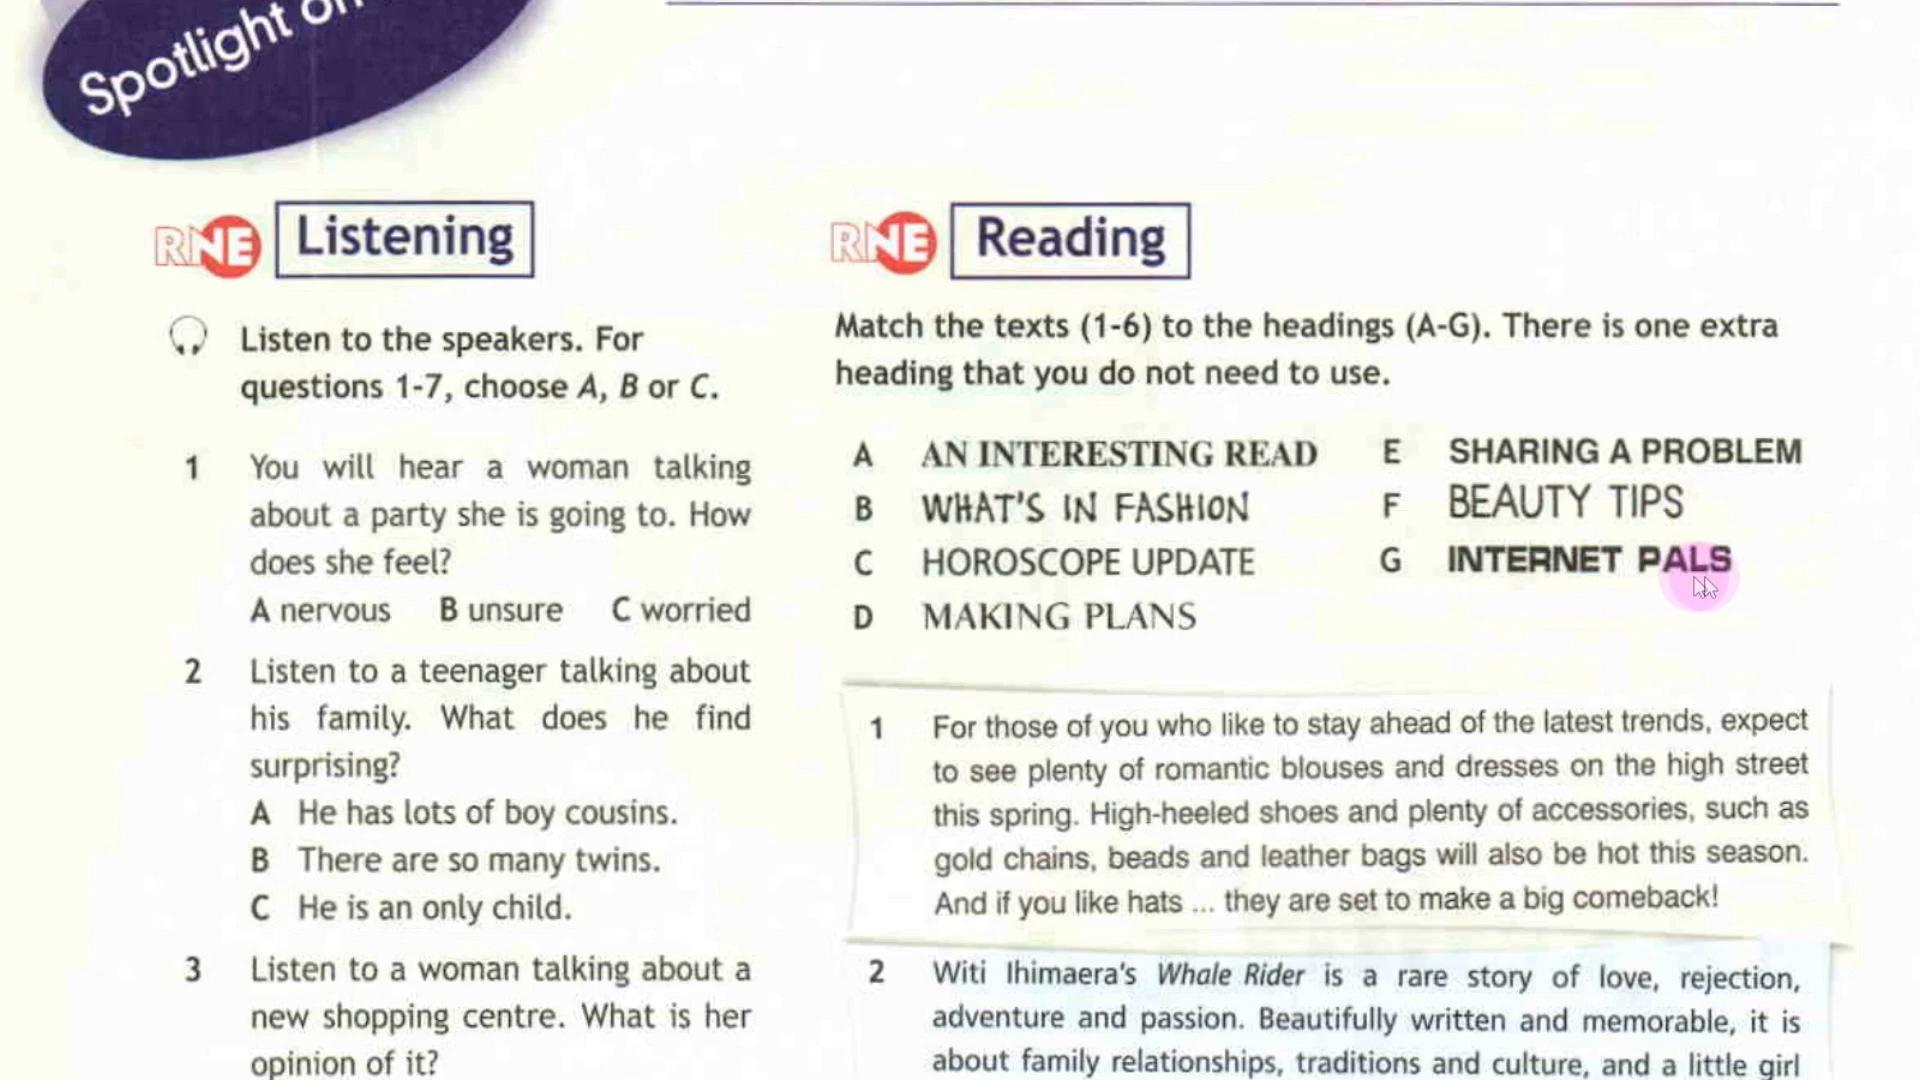 Spotlight on
RNE Listening
Listen to the speakers. For
questions 1-7, choose A, B or C.
1 You will hear a woman talking
about a party she is going to. How
does she feel?
A nervous B unsure C worried
2 Listen to a teenager talking about
his family. What does he find
surprising?
A He has lots of boy cousins.
B There are so many twins.
C He is an only child.
3 Listen to a woman talking about a
new shopping centre. What is her
opinion of it?
RNE Reading
Match the texts (1-6) to the headings (A-G). There is one extra
heading that you do not need to use.
A AN INTERESTING READ
B WHAT'S IN FASHION
C HOROSCOPE UPDATE
D MAKING PLANS
E SHARING A PROBLEM
F BEAUTY TIPS
G INTERNET PALS
1 For those of you who like to stay ahead of the latest trends, expect
to see plenty of romantic blouses and dresses on the high street
this spring. High-heeled shoes and plenty of accessories, such as
gold chains, beads and leather bags will also be hot this season.
And if you like hats ... they are set to make a big comeback!
2 Witi Ihimaera's Whale Rider is a rare story of love, rejection,
adventure and passion. Beautifully written and memorable, it is
about family relationships, traditions and culture, and a little girl